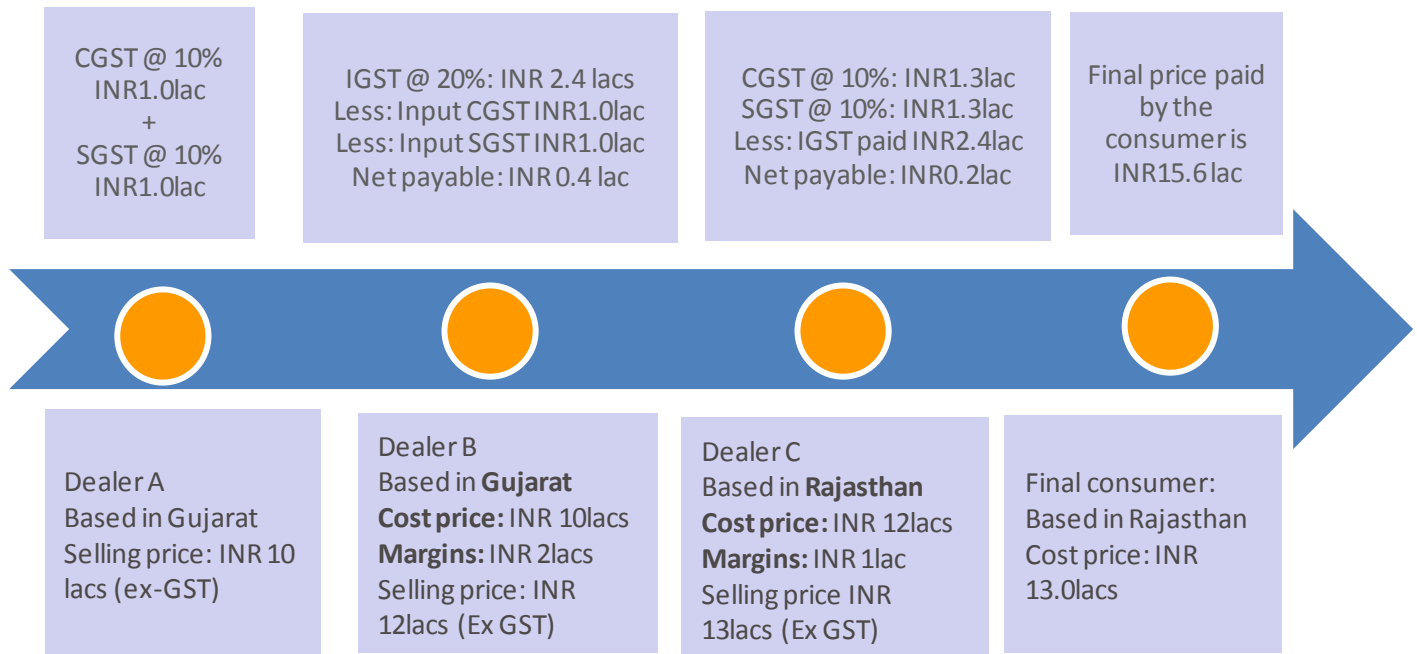 CGST @ 10%
INR1.0lac
+
SGST @ 10%
INR1.0lac
IGST @ 20%: INR 2.4 lacs
Less: Input CGST INR1.0lac
Less: Input SGST INR1.0lac
Net payable: INR 0.4 lac
CGST @ 10%: INR1.3lac
SGST @ 10%: INR1.3lac
Less: IGST paid INR2.4lac
Net payable: INR0.2lac
Final price paid
by the
consumer is
INR15.6 lac
Dealer A
Based in Gujarat
Selling price: INR 10
lacs (ex-GST)
Dealer B
Based in Gujarat
Cost price: INR 10lacs
Margins: INR 2lacs
Selling price: INR
12lacs (Ex GST)
Dealer C
Based in Rajasthan
Cost price: INR 12lacs
Margins: INR 1lac
Selling price INR
13lacs (Ex GST)
Final consumer:
Based in Rajasthan
Cost price: INR
13.0lacs